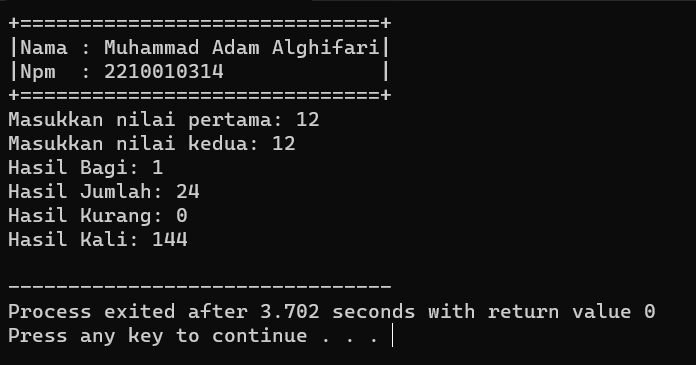 +==============================+
|Nama : Muhammad Adam Alghifari|
|Npm  : 2210010314             |
+==============================+
Masukkan nilai pertama: 12
Masukkan nilai kedua: 12
Hasil Bagi: 1
Hasil Jumlah: 24
Hasil Kurang: 0
Hasil Kali: 144
--------------------------------
Process exited after 3.702 seconds with return value 0
Press any key to continue . . .